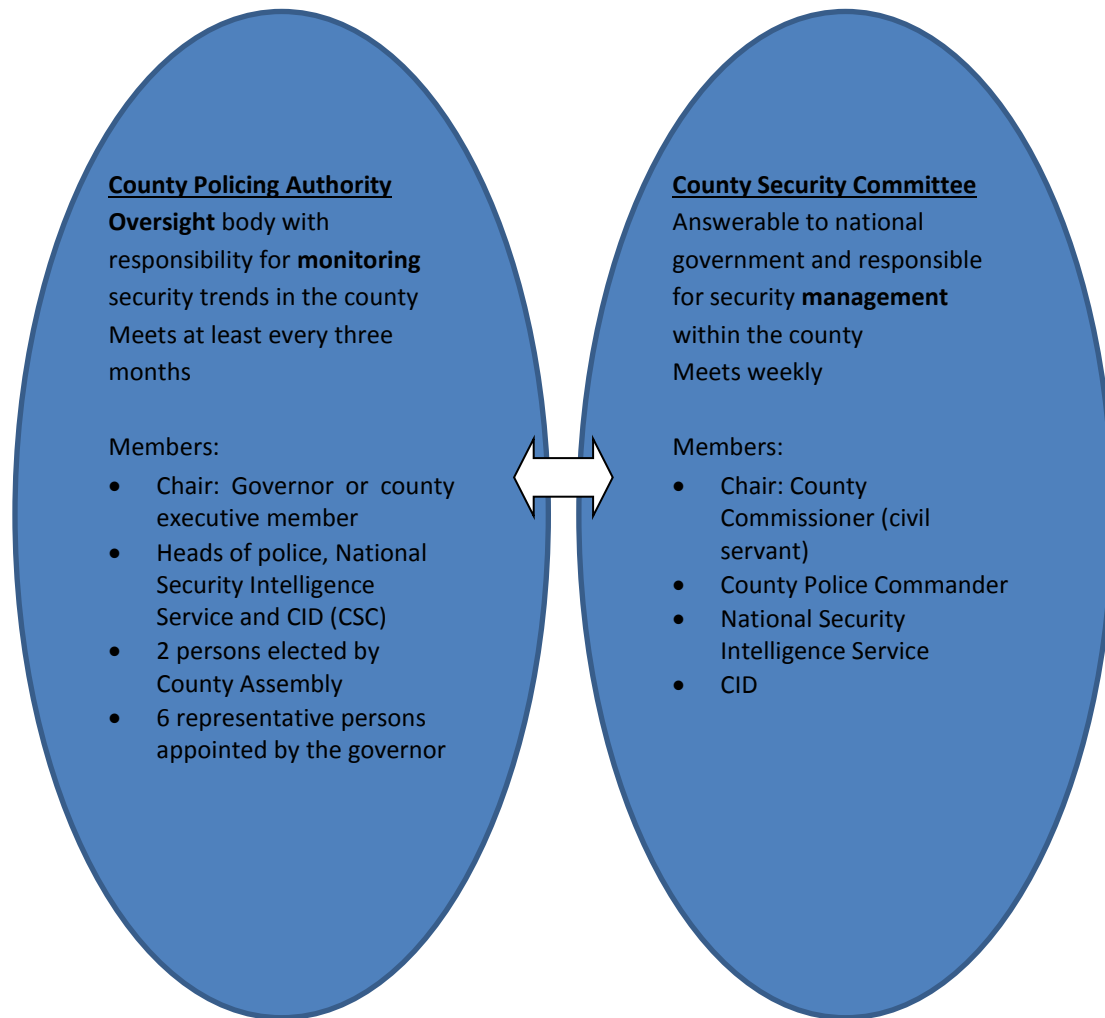 County Policing Authority
Oversight body with
responsibility for monitoring
security trends in the county
Meets at least every three
months
Members:
• Chair: Governor or county
executive member
• Heads of police, National
Security Intelligence
Service and CID (CSC)
• 2 persons elected by
County Assembly
• 6 representative persons
appointed by the governor
County Security Committee
Answerable to national
government and responsible
for security management
within the county
Meets weekly
Members:
• Chair: County
Commissioner (civil
servant)
• County Police Commander
• National Security
Intelligence Service
• CID